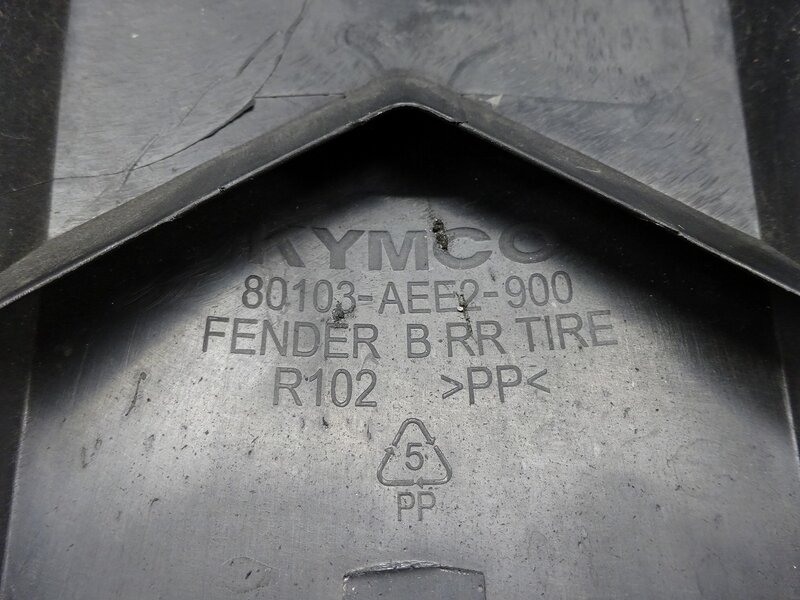 KYMCO
80103-AEE2-900
FENDER B RR TIRE
R102 >PP<
5
PP